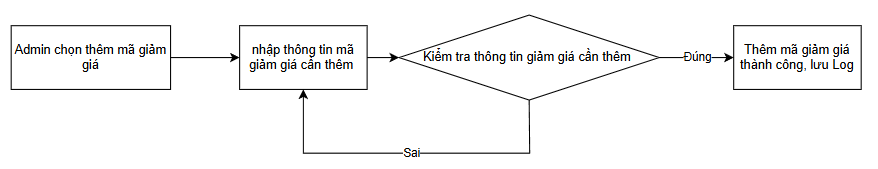 Admin chọn thêm mã giảm
giá
nhập thông tin mã
giảm giá cần thêm
Kiểm tra thông tin giảm giá cần thêm
Đúng
Thêm mã giảm giá
thành công, lưu Log
Sai